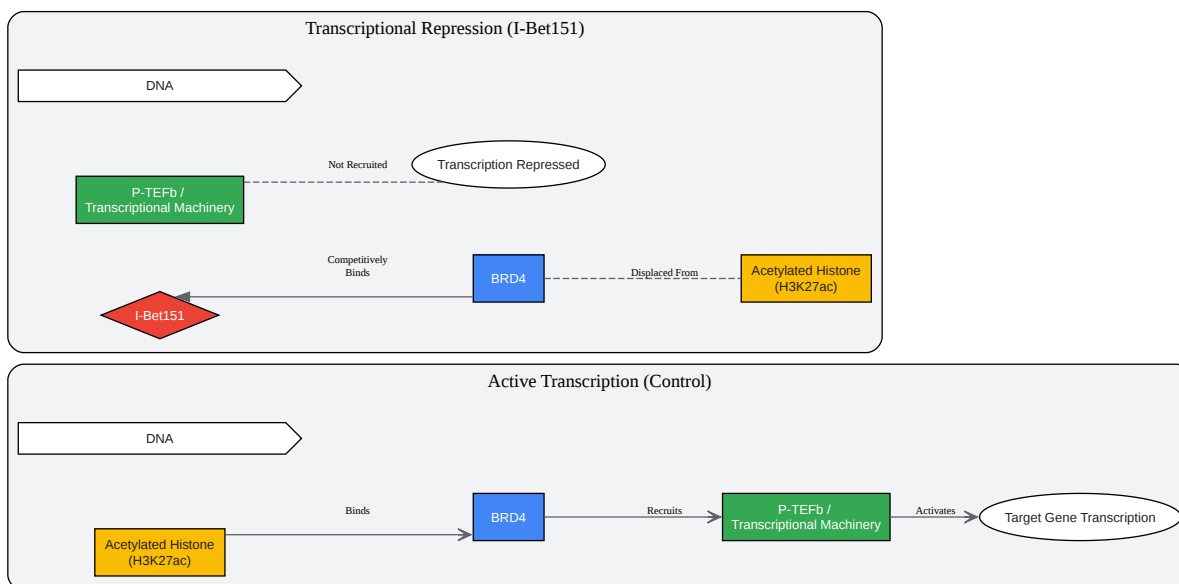 Transcriptional Repression (I-Bet151)
DNA
Not Recruited
Transcription Repressed
P-TEFb /
Transcriptional Machinery
Competitively
Binds
BRD4
Displaced From
Acetylated Histone
(H3K27ac)
I-Bet151
Active Transcription (Control)
DNA
Binds
BRD4
Recruits
P-TEFb /
Transcriptional Machinery
Activates
Target Gene Transcription
Acetylated Histone
(H3K27ac)